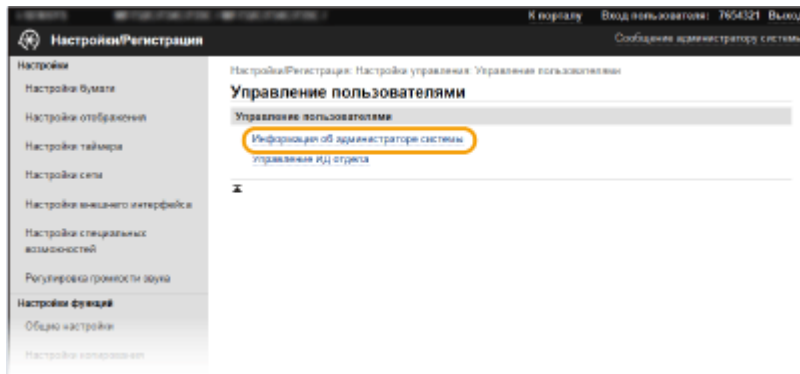 К порталу Вход пользователя: 7654321 Выход
Настройки/Регистрация
Сообщение администратору системы
Настройки
Настройки бумаги
Настройки отображения
Настройки таймера
Настройки сети
Настройки внешнего интерфейса
Настройки специальных
возможностей
Регулировка громкости звука
Настройки функций
Общие настройки
Настройки копирования
Настройки/Регистрация: Настройки управления: Управление пользователями
Управление пользователями
Управление пользователями
Информация об администраторе системы
Управление ИД отдела